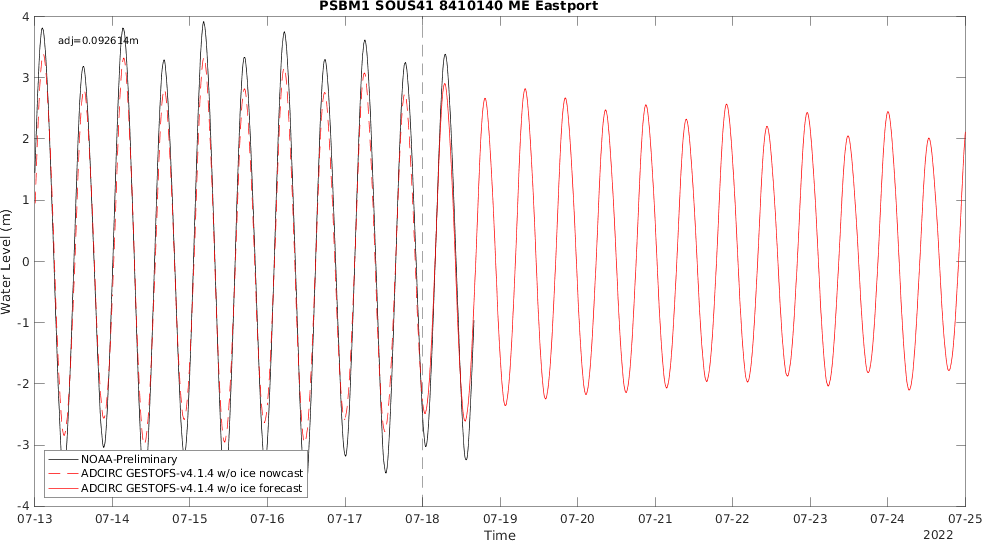 PSBM1 SOUS41 8410140 ME Eastport
adj=0.092614m
Water Level (m)
4
3
2
1
0
-1
-2
-3
-4
NOAA-Preliminary
ADCIRC GESTOFS-v4.1.4 w/o ice nowcast
ADCIRC GESTOFS-v4.1.4 w/o ice forecast
07-13 07-14 07-15 07-16 07-17 07-18 07-19 07-20 07-21 07-22 07-23 07-24 07-25
Time
2022